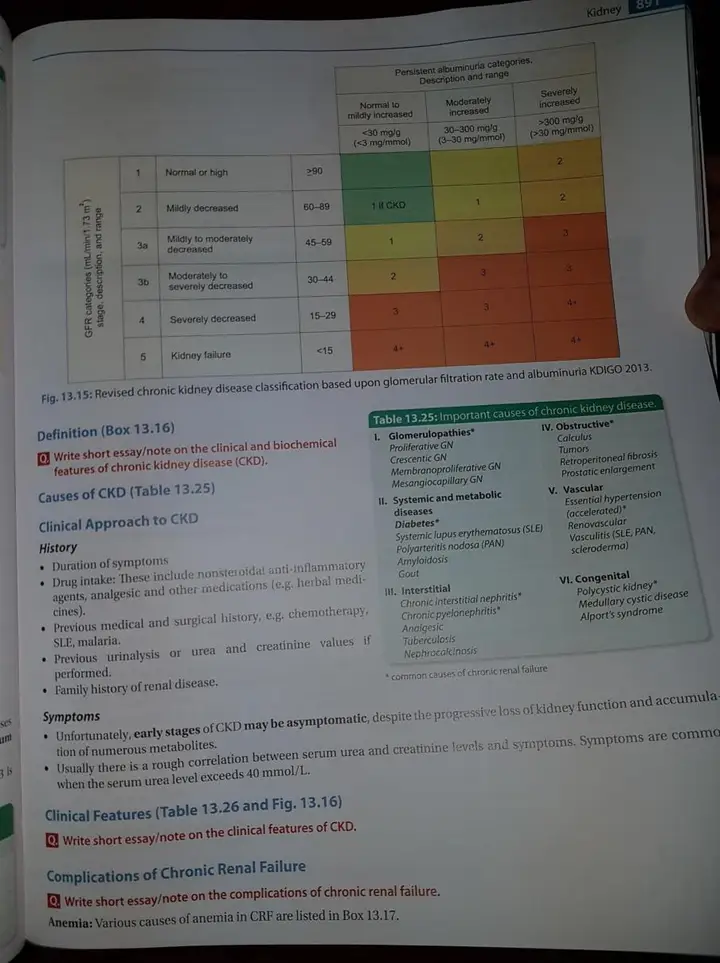 Kidney 891
Persistent albuminuria categories,
Description and range
Normal to
mildly increased
Moderately
increased
Severely
increased
<30 mg/g
(<3 mg/mmol)
30–300 mg/g
(3–30 mg/mmol)
>300 mg/g
(>30 mg/mmol)
GFR categories (mL/min/1.73 m²)
stage, description, and range
1 Normal or high ≥90 2
2 Mildly decreased 60–89 1 if CKD 1 2
3a Mildly to moderately
decreased 45–59 1 2 3
3b Moderately to
severely decreased 30–44 2 3 3
4 Severely decreased 15–29 3 3 4+
5 Kidney failure <15 4+ 4+ 4+
Fig. 13.15: Revised chronic kidney disease classification based upon glomerular filtration rate and albuminuria KDIGO 2013.
Definition (Box 13.16)
Q. Write short essay/note on the clinical and biochemical
features of chronic kidney disease (CKD).
Causes of CKD (Table 13.25)
Clinical Approach to CKD
History
• Duration of symptoms
• Drug intake: These include nonsteroidal anti-inflammatory
agents, analgesic and other medications (e.g. herbal medi-
cines).
• Previous medical and surgical history, e.g. chemotherapy,
SLE, malaria.
• Previous urinalysis or urea and creatinine values if
performed.
• Family history of renal disease.
Table 13.25: Important causes of chronic kidney disease.
I. Glomerulopathies*
Proliferative GN
Crescentic GN
Membranoproliferative GN
Mesangiocapillary GN
II. Systemic and metabolic
diseases
Diabetes*
Systemic lupus erythematosus (SLE)
Polyarteritis nodosa (PAN)
Amyloidosis
Gout
III. Interstitial
Chronic interstitial nephritis*
Chronic pyelonephritis*
Analgesic
Tuberculosis
Nephrocalcinosis
IV. Obstructive*
Calculus
Tumors
Retroperitoneal fibrosis
Prostatic enlargement
V. Vascular
Essential hypertension
(accelerated)*
Renovascular
Vasculitis (SLE, PAN,
scleroderma)
VI. Congenital
Polycystic kidney*
Medullary cystic disease
Alport's syndrome
* common causes of chronic renal failure
Symptoms
• Unfortunately, early stages of CKD may be asymptomatic, despite the progressive loss of kidney function and accumula-
tion of numerous metabolites.
• Usually there is a rough correlation between serum urea and creatinine levels and symptoms. Symptoms are commo
when the serum urea level exceeds 40 mmol/L.
Clinical Features (Table 13.26 and Fig. 13.16)
Q. Write short essay/note on the clinical features of CKD.
Complications of Chronic Renal Failure
Q. Write short essay/note on the complications of chronic renal failure.
Anemia: Various causes of anemia in CRF are listed in Box 13.17.